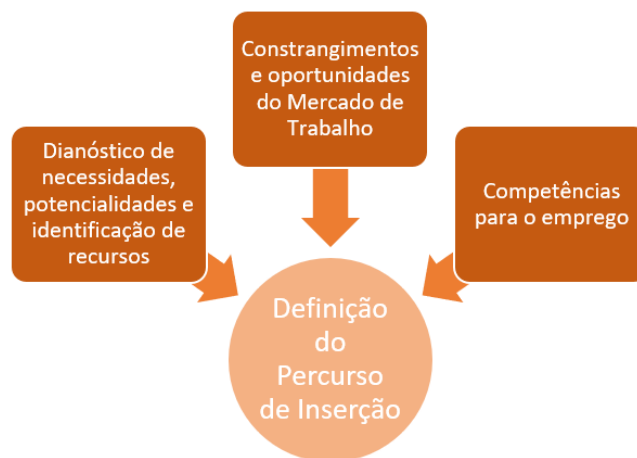 Constrangimentos
e oportunidades
do Mercado de
Trabalho
Dianóstico de
necessidades,
potencialidades e
identificação de
recursos
Competências
para o emprego
Definição
do
Percurso
de Inserção